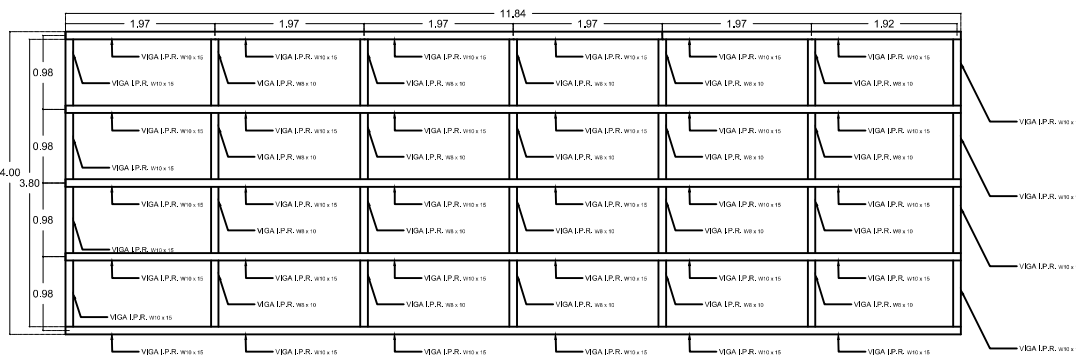 11.84
1.97 1.97 1.97 1.97 1.97 1.92
VIGA I.P.R. W10 x 15 VIGA I.P.R. W10 x 15 VIGA I.P.R. W10 x 15 VIGA I.P.R. W10 x 15 VIGA I.P.R. W10 x 15 VIGA I.P.R. W10 x 15
0.98
VIGA I.P.R. W10 x 15 VIGA I.P.R. W8 x 10 VIGA I.P.R. W8 x 10 VIGA I.P.R. W8 x 10 VIGA I.P.R. W8 x 10 VIGA I.P.R. W8 x 10
VIGA I.P.R. W10 x
VIGA I.P.R. W10 x 15 VIGA I.P.R. W10 x 15 VIGA I.P.R. W10 x 15 VIGA I.P.R. W10 x 15 VIGA I.P.R. W10 x 15 VIGA I.P.R. W10 x 15
0.98
VIGA I.P.R. W8 x 10 VIGA I.P.R. W8 x 10 VIGA I.P.R. W8 x 10 VIGA I.P.R. W8 x 10 VIGA I.P.R. W8 x 10
VIGA I.P.R. W10 x 15
4.00
3.80
VIGA I.P.R. W10 x
VIGA I.P.R. W10 x 15 VIGA I.P.R. W10 x 15 VIGA I.P.R. W10 x 15 VIGA I.P.R. W10 x 15 VIGA I.P.R. W10 x 15 VIGA I.P.R. W10 x 15
0.98
VIGA I.P.R. W8 x 10 VIGA I.P.R. W8 x 10 VIGA I.P.R. W8 x 10 VIGA I.P.R. W8 x 10 VIGA I.P.R. W8 x 10
VIGA I.P.R. W10 x 15
VIGA I.P.R. W10 x
VIGA I.P.R. W10 x 15 VIGA I.P.R. W10 x 15 VIGA I.P.R. W10 x 15 VIGA I.P.R. W10 x 15 VIGA I.P.R. W10 x 15 VIGA I.P.R. W10 x 15
0.98
VIGA I.P.R. W8 x 10 VIGA I.P.R. W8 x 10 VIGA I.P.R. W8 x 10 VIGA I.P.R. W8 x 10 VIGA I.P.R. W8 x 10
VIGA I.P.R. W10 x 15
VIGA I.P.R. W10 x
VIGA I.P.R. W10 x 15 VIGA I.P.R. W10 x 15 VIGA I.P.R. W10 x 15 VIGA I.P.R. W10 x 15 VIGA I.P.R. W10 x 15 VIGA I.P.R. W10 x 15